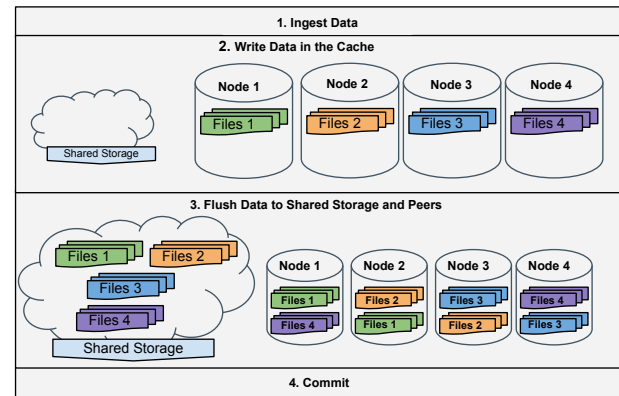 1. Ingest Data
2. Write Data in the Cache
Node 1
Node 2
Node 3
Node 4
Files 1
Files 2
Files 3
Files 4
Shared Storage
3. Flush Data to Shared Storage and Peers
Files 1
Files 2
Files 3
Files 4
Shared Storage
Node 1
Node 2
Node 3
Node 4
Files 1
Files 2
Files 3
Files 4
Files 4
Files 1
Files 2
Files 3
4. Commit